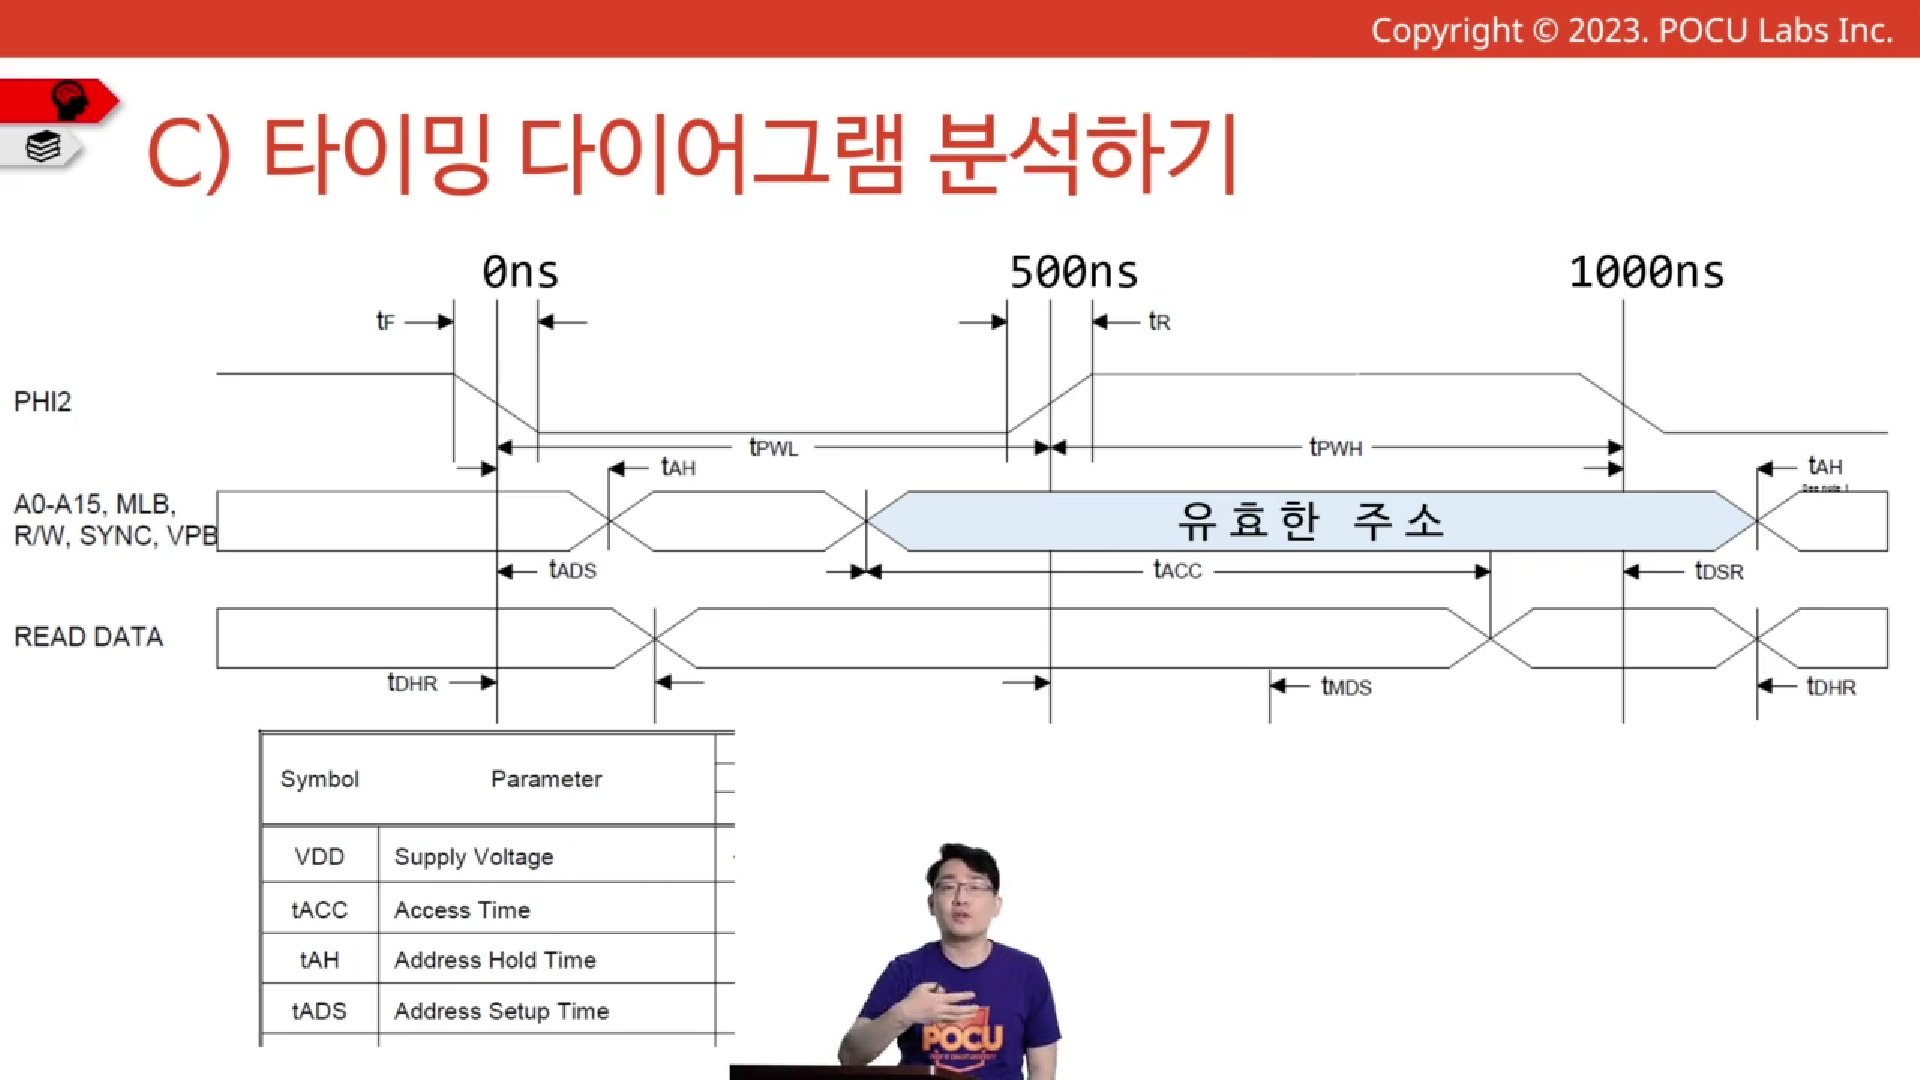 Copyright © 2023. POCU Labs Inc.
C) 타이밍 다이어그램 분석하기
0ns 500ns 1000ns
tF tR
PHI2
tPWL tPWH
tAH tAH
See note 1
A0-A15, MLB,
R/W, SYNC, VPB
유효한 주소
tADS tACC tDSR
READ DATA
tDHR tMDS tDHR
Symbol Parameter
VDD Supply Voltage
tACC Access Time
tAH Address Hold Time
tADS Address Setup Time
POCU